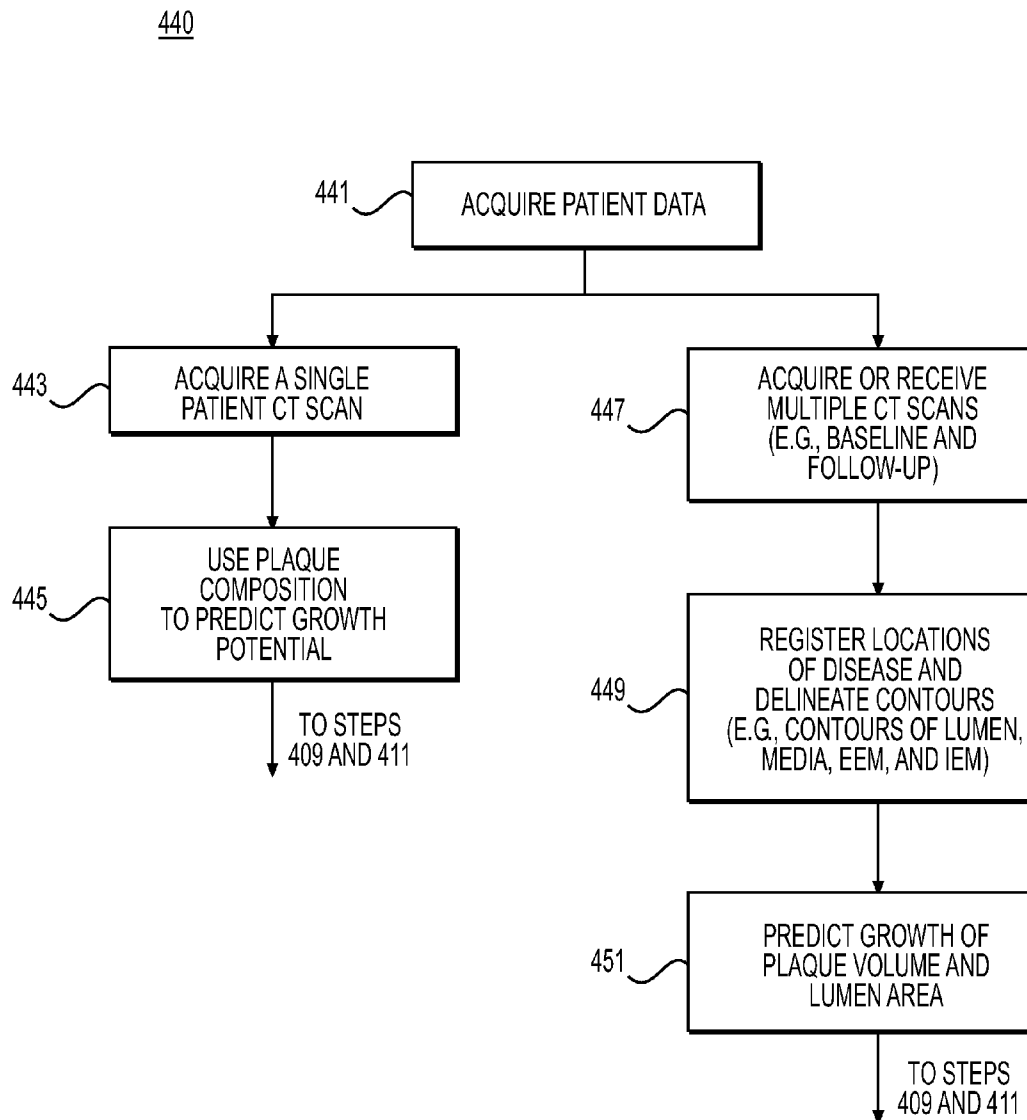 440
441
ACQUIRE PATIENT DATA
443
ACQUIRE A SINGLE
PATIENT CT SCAN
445
USE PLAQUE
COMPOSITION
TO PREDICT GROWTH
POTENTIAL
TO STEPS
409 AND 411
447
ACQUIRE OR RECEIVE
MULTIPLE CT SCANS
(E.G., BASELINE AND
FOLLOW-UP)
449
REGISTER LOCATIONS
OF DISEASE AND
DELINEATE CONTOURS
(E.G., CONTOURS OF LUMEN,
MEDIA, EEM, AND IEM)
451
PREDICT GROWTH OF
PLAQUE VOLUME AND
LUMEN AREA
TO STEPS
409 AND 411